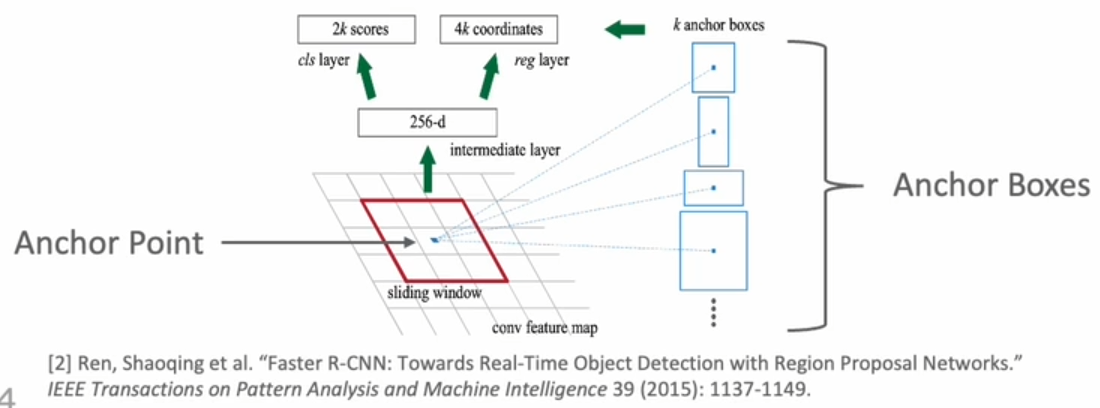 2k scores
4k coordinates
k anchor boxes
cls layer
reg layer
256-d
intermediate layer
Anchor Boxes
Anchor Point
sliding window
conv feature map
[2] Ren, Shaoqing et al. “Faster R-CNN: Towards Real-Time Object Detection with Region Proposal Networks.”
IEEE Transactions on Pattern Analysis and Machine Intelligence 39 (2015): 1137-1149.
4